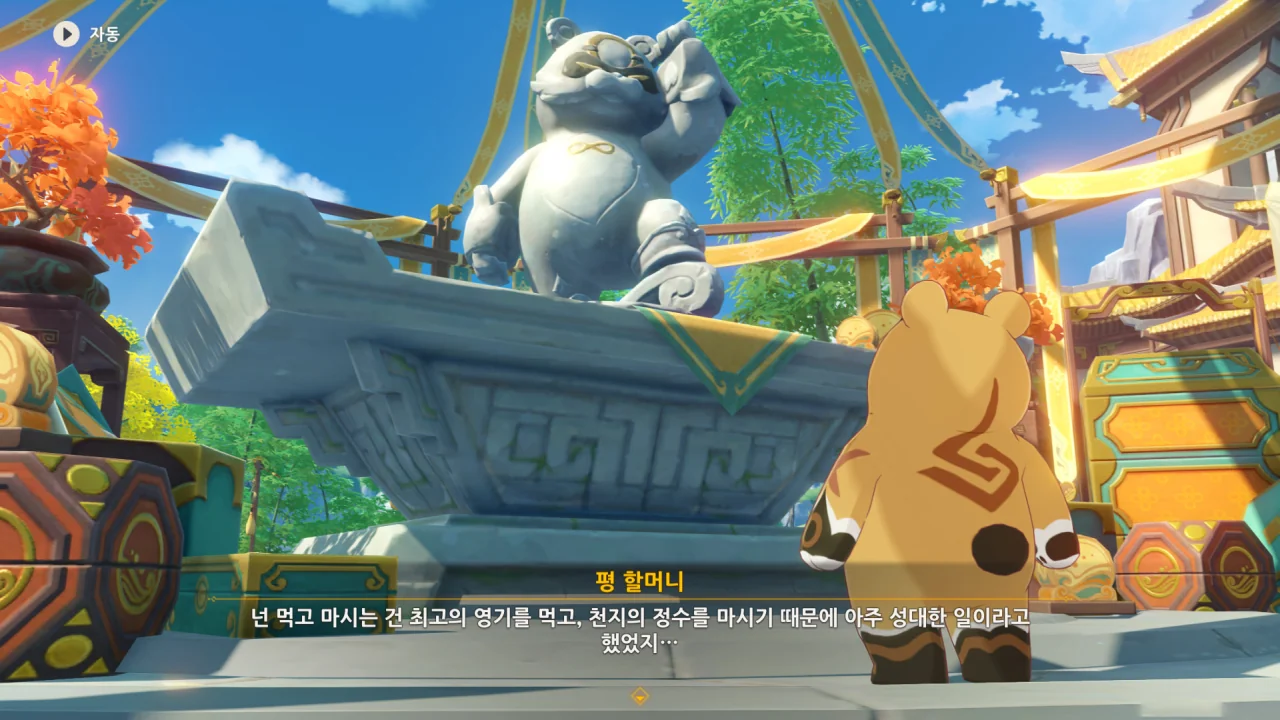 자동
평 할머니
넌 먹고 마시는 건 최고의 영기를 먹고, 천지의 정수를 마시기 때문에 아주 성대한 일이라고
했었지…